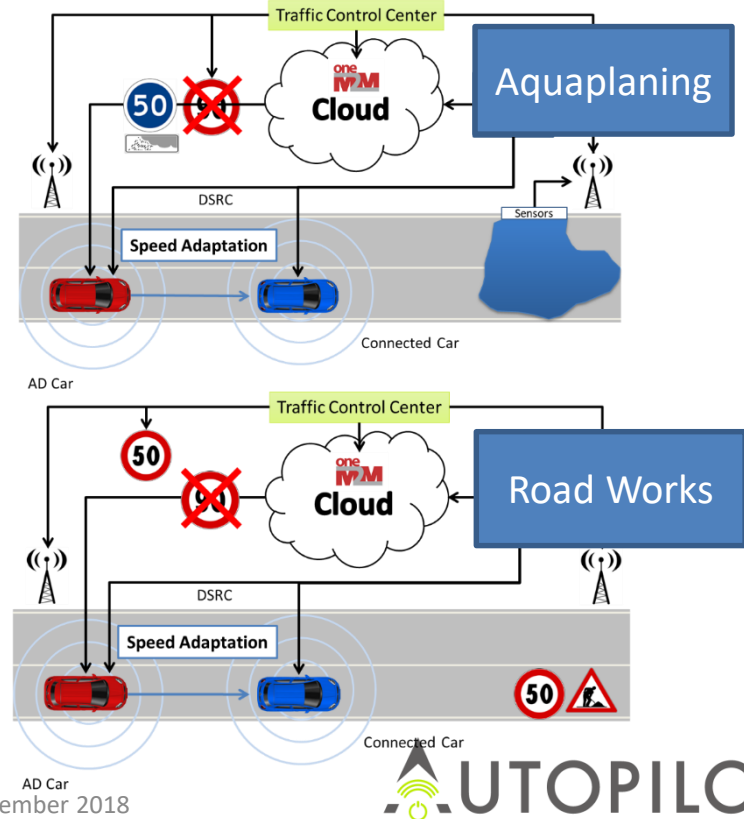 Traffic Control Center
one
M2M
Cloud
Aquaplaning
50
DSRC
Sensors
Speed Adaptation
Connected Car
AD Car
Traffic Control Center
50
one
M2M
Cloud
Road Works
DSRC
Speed Adaptation
50
Connected Car
AD Car
ember 2018
AUTOPILO